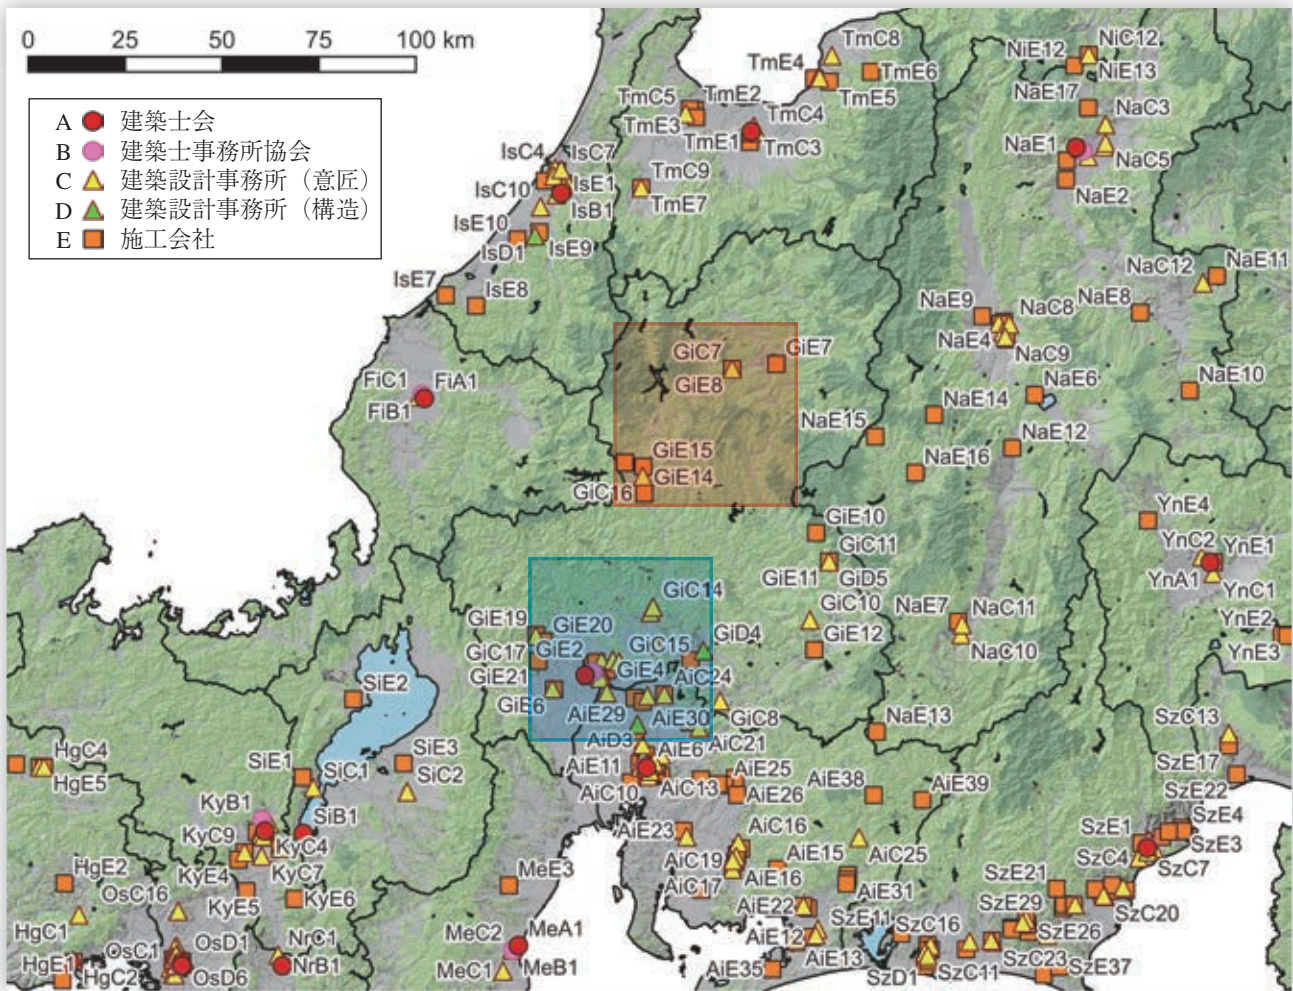 0 25 50 75 100 km
A 建築士会
B 建築士事務所協会
C 建築設計事務所（意匠）
D 建築設計事務所（構造）
E 施工会社
TmC8
TmE4
TmE6
TmE5
TmC5 TmE2
TmC4
TmE3
TmE1
TmC3
TmC9
TmE7
NiE12 NiC12
NiE13
NaE17
NaC3
NaE1
NaC5
NaE2
IsC4 IsC7
IsC10 IsE1
IsB1
IsE10
IsD1 IsE9
IsE7
IsE8
NaC12 NaE11
NaE9 NaC8 NaE8
NaE4
NaC9
GiC7 GiE7
GiE8
FiC1 FiA1
FiB1
NaE6
NaE10
NaE14
NaE15
NaE12
NaE16
GiE15
GiE14
GiC16
GiE10
GiC11
GiE11 GiD5
YnE4
YnC2 YnE1
YnA1 YnC1
YnE2
YnE3
GiC14
GiC10
GiE12
NaE7 NaC11
NaC10
GiE19 GiE20
GiC15 GiD4
GiC17 GiE2
GiE4
GiE21
AiC24
GiE6
AiE29 AiE30
GiC8
NaE13
AiD3 AiE6 AiC21
AiE11
AiC10 AiC13
AiE25
AiE26
AiE38
AiE39
SzC13
SzE17
SzE22
SiE2
SiE3
SiE1 SiC1
SiC2
SiB1
HgC4
HgE5
KyB1
KyC9 KyC4
KyE4 KyC7
KyE5 KyE6
AiE23
AiC16
AiC19
AiE15
AiC25
AiE16
AiC17
AiE31
AiE22
AiE12
AiE13
AiE35
SzE4
SzE1
SzE3
SzC4
SzC7
SzE21
SzC20
SzE29
SzE11 SzC16
SzE26
SzC23
SzC11
SzE37
SzD1
HgE2
OsC16
HgC1
OsC1 OsD1
HgE1
HgC2 OsD6
NrC1
NrB1
MeE3
MeC2 MeA1
MeB1
MeC1